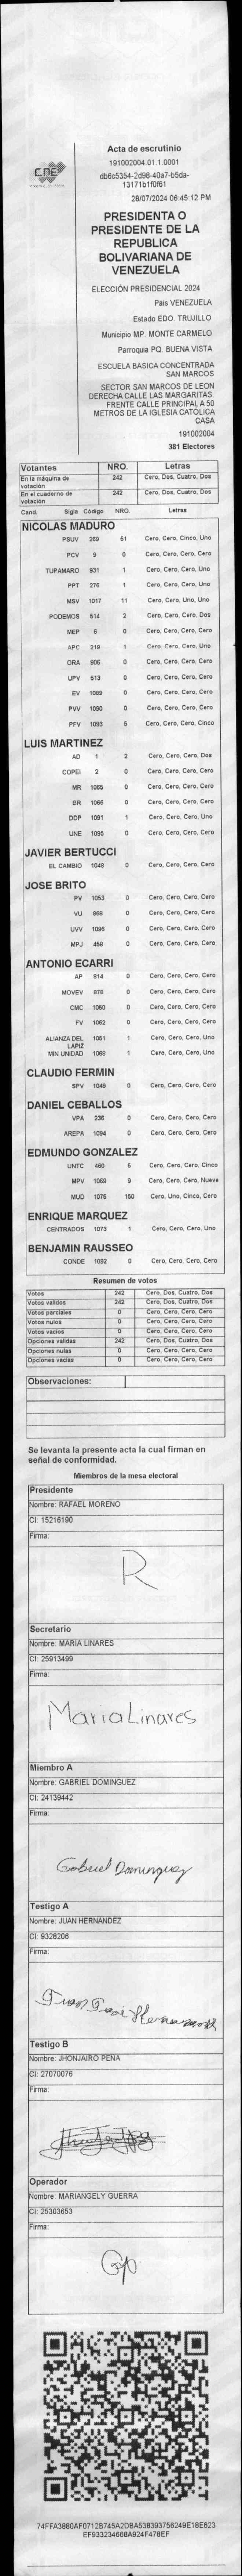 CNE
Acta de escrutinio
191002004.01.1.0001
db6c5354-2d98-40a7-b5da-
13171b1f0f61
28/07/2024 06:45:12 PM
PRESIDENTA O
PRESIDENTE DE LA
REPUBLICA
BOLIVARIANA DE
VENEZUELA
ELECCIÓN PRESIDENCIAL 2024
Pais VENEZUELA
Estado EDO. TRUJILLO
Municipio MP. MONTE CARMELO
Parroquia PQ. BUENA VISTA
ESCUELA BASICA CONCENTRADA
SAN MARCOS
SECTOR SAN MARCOS DE LEON
DERECHA CALLE LAS MARGARITAS.
FRENTE CALLE PRINCIPAL A 50
METROS DE LA IGLESIA CATÓLICA
CASA
191002004
381 Electores
Votantes NRO. Letras
En la máquina de votación 242 Cero, Dos, Cuatro, Dos
En el cuaderno de votación 242 Cero, Dos, Cuatro, Dos
Cand. Sigla Código NRO. Letras
NICOLAS MADURO
PSUV 269 51 Cero, Cero, Cinco, Uno
PCV 9 0 Cero, Cero, Cero, Cero
TUPAMARO 931 1 Cero, Cero, Cero, Uno
PPT 276 1 Cero, Cero, Cero, Uno
MSV 1017 11 Cero, Cero, Uno, Uno
PODEMOS 514 2 Cero, Cero, Cero, Dos
MEP 6 0 Cero, Cero, Cero, Cero
APC 219 1 Cero, Cero, Cero, Uno
ORA 906 0 Cero, Cero, Cero, Cero
UPV 513 0 Cero, Cero, Cero, Cero
EV 1089 0 Cero, Cero, Cero, Cero
PVV 1090 0 Cero, Cero, Cero, Cero
PFV 1093 5 Cero, Cero, Cero, Cinco
LUIS MARTINEZ
AD 1 2 Cero, Cero, Cero, Dos
COPEI 2 0 Cero, Cero, Cero, Cero
MR 1065 0 Cero, Cero, Cero, Cero
BR 1066 0 Cero, Cero, Cero, Cero
DDP 1091 1 Cero, Cero, Cero, Uno
UNE 1095 0 Cero, Cero, Cero, Cero
JAVIER BERTUCCI
EL CAMBIO 1048 0 Cero, Cero, Cero, Cero
JOSE BRITO
PV 1053 0 Cero, Cero, Cero, Cero
VU 868 0 Cero, Cero, Cero, Cero
UVV 1096 0 Cero, Cero, Cero, Cero
MPJ 458 0 Cero, Cero, Cero, Cero
ANTONIO ECARRI
AP 914 0 Cero, Cero, Cero, Cero
MOVEV 978 0 Cero, Cero, Cero, Cero
CMC 1060 0 Cero, Cero, Cero, Cero
FV 1062 0 Cero, Cero, Cero, Cero
ALIANZA DEL LAPIZ 1051 1 Cero, Cero, Cero, Uno
MIN UNIDAD 1068 1 Cero, Cero, Cero, Uno
CLAUDIO FERMIN
SPV 1049 0 Cero, Cero, Cero, Cero
DANIEL CEBALLOS
VPA 236 0 Cero, Cero, Cero, Cero
AREPA 1094 0 Cero, Cero, Cero, Cero
EDMUNDO GONZALEZ
UNTC 460 5 Cero, Cero, Cero, Cinco
MPV 1069 9 Cero, Cero, Cero, Nueve
MUD 1075 150 Cero, Uno, Cinco, Cero
ENRIQUE MARQUEZ
CENTRADOS 1073 1 Cero, Cero, Cero, Uno
BENJAMIN RAUSSEO
CONDE 1092 0 Cero, Cero, Cero, Cero
Resumen de votos
Votos 242 Cero, Dos, Cuatro, Dos
Votos validos 242 Cero, Dos, Cuatro, Dos
Votos parciales 0 Cero, Cero, Cero, Cero
Votos nulos 0 Cero, Cero, Cero, Cero
Votos vacios 0 Cero, Cero, Cero, Cero
Opciones validas 242 Cero, Dos, Cuatro, Dos
Opciones nulas 0 Cero, Cero, Cero, Cero
Opciones vacias 0 Cero, Cero, Cero, Cero
Observaciones:
Se levanta la presente acta la cual firman en
señal de conformidad.
Miembros de la mesa electoral
Presidente
Nombre: RAFAEL MORENO
CI: 15216190
Firma:
R
Secretario
Nombre: MARIA LINARES
CI: 25913499
Firma:
Maria Linares
Miembro A
Nombre: GABRIEL DOMINGUEZ
CI: 24139442
Firma:
Gabriel Dominguez
Testigo A
Nombre: JUAN HERNANDEZ
CI: 9328206
Firma:
Juan Jose Hernandez
Testigo B
Nombre: JHONJAIRO PEÑA
CI: 27070076
Firma:
Operador
Nombre: MARIANGELY GUERRA
CI: 25303653
Firma:
74FFA3880AF0712B745A2DBA538393756249E18E623
EF933234668A924F478EF